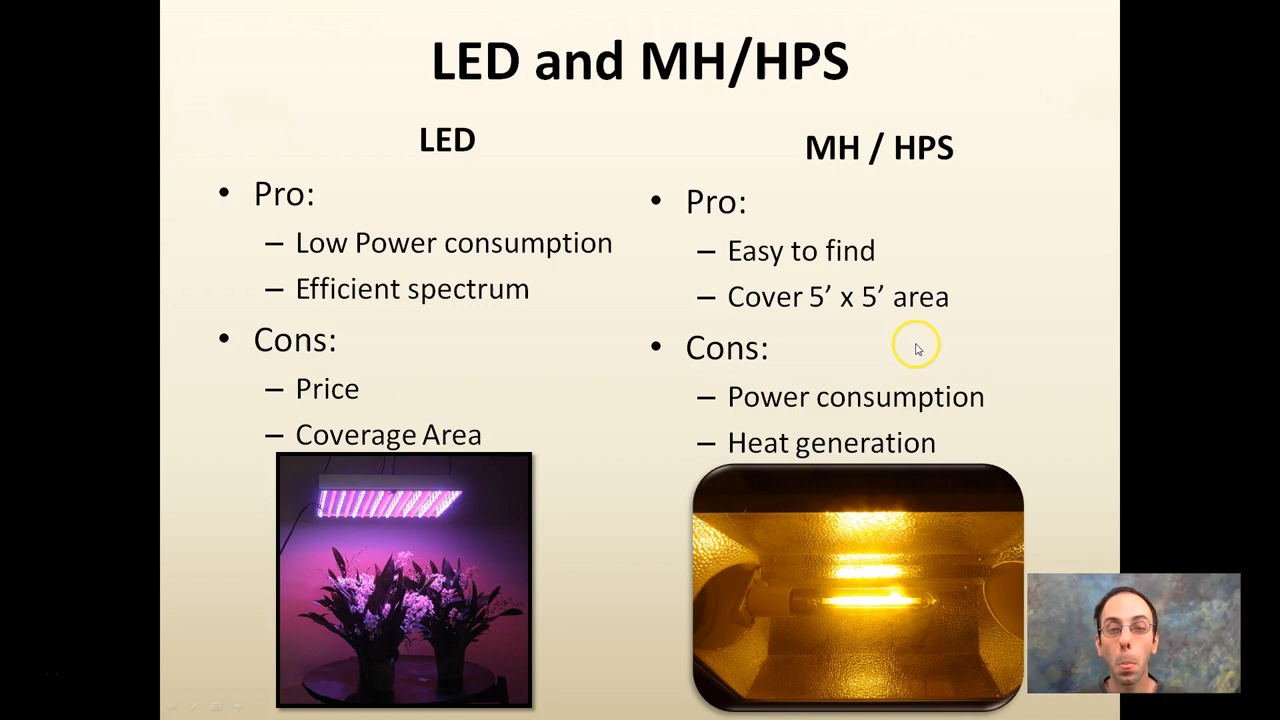 LED and MH/HPS
LED
• Pro:
– Low Power consumption
– Efficient spectrum
• Cons:
– Price
– Coverage Area
MH / HPS
• Pro:
– Easy to find
– Cover 5’ x 5’ area
• Cons:
– Power consumption
– Heat generation